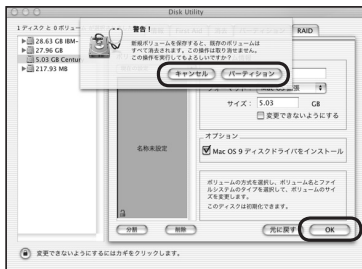 Disk Utility
1 ディスク と 0 ボリューム
28.63 GB IBM-
27.96 GB
5.03 GB Centur
217.93 MB
RAID
警告！
新規ボリュームを保存すると、既存のボリュームは
すべて消去されます。この操作は取り消せません。
この操作を実行してもよろしいですか？
キャンセル
パーティション
サイズ： 5.03 GB
変更できないようにする
オプション
Mac OS 9 ディスクドライバをインストール
名称未設定
ボリュームの方式を選択し、ボリューム名とファイ
ルシステムのタイプを選択して、ボリュームのサイ
ズを変更します。
このディスクは初期化できます。
分割
削除
元に戻す
OK
変更できないようにするにはカギをクリックします。